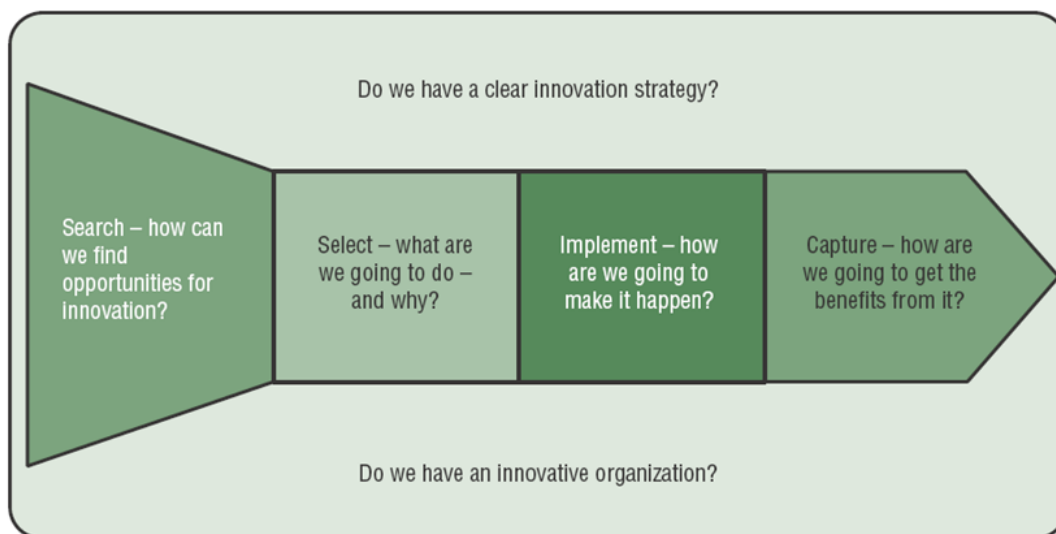 Do we have a clear innovation strategy?
Search – how can
we find
opportunities for
innovation?
Select – what are
we going to do –
and why?
Implement – how
are we going to
make it happen?
Capture – how are
we going to get the
benefits from it?
Do we have an innovative organization?